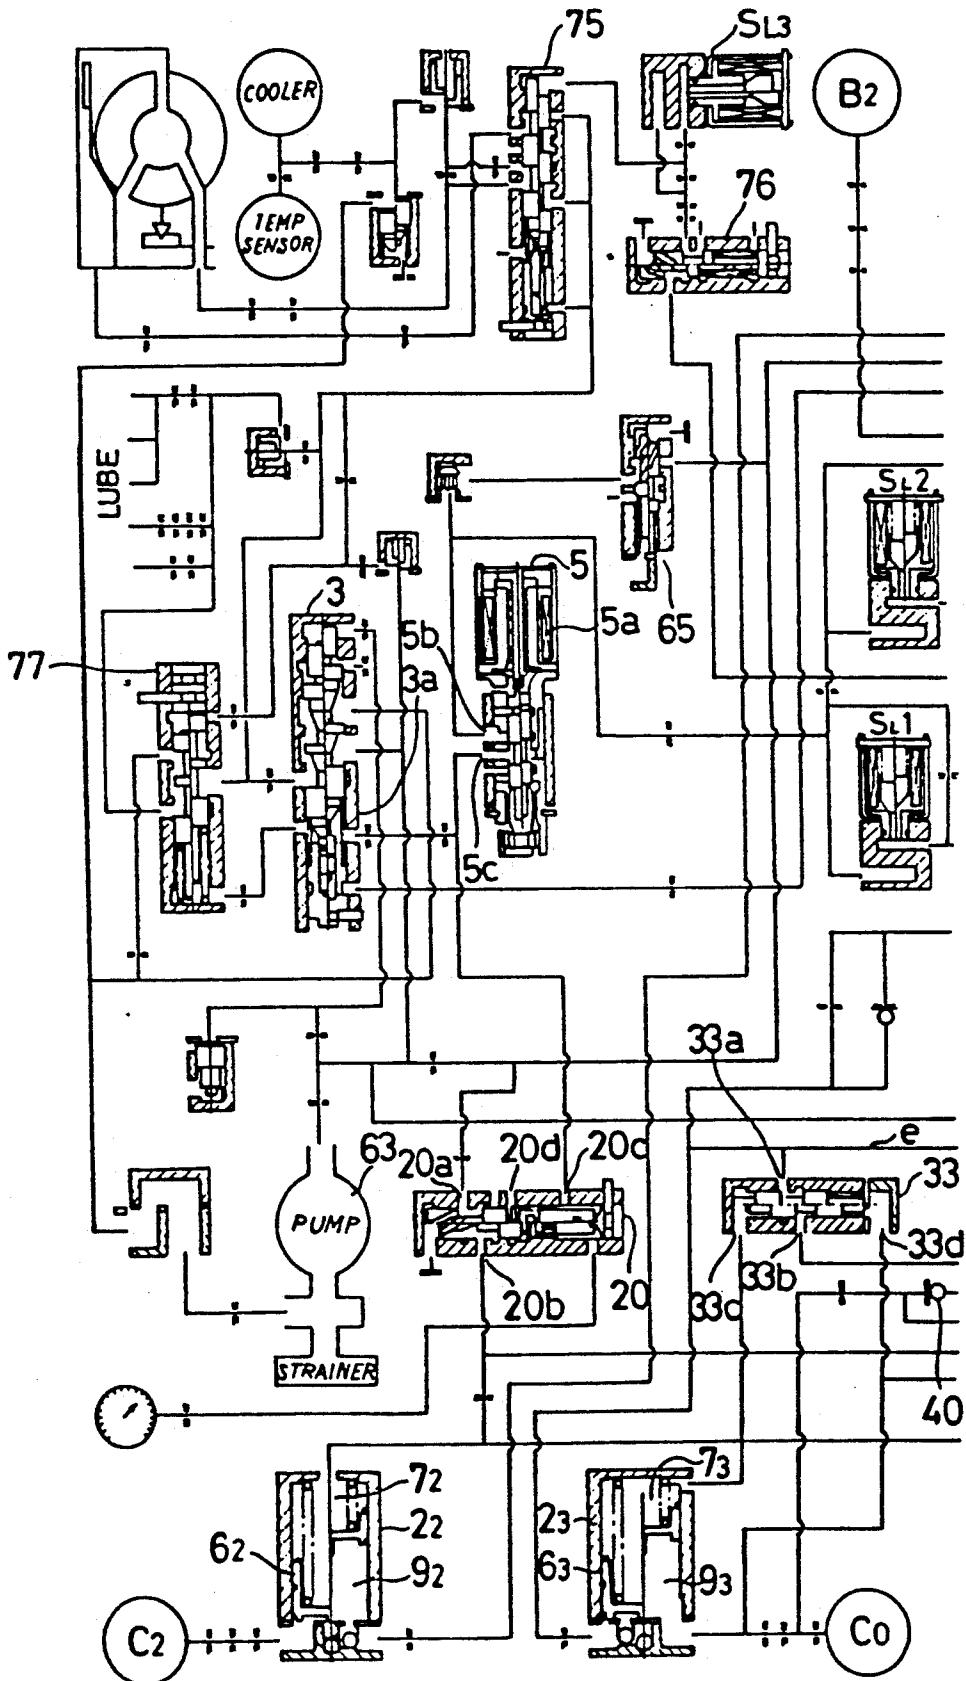 75
SL3
COOLER
B2
TEMP
SENSOR
76
LUBE
SL2
5
3
5b
5a
65
77
3a
SL1
5c
33a
e
63
20a
20d
20c
33
PUMP
33d
33b
20b
20
33c
STRAINER
40
72
73
22
23
62
92
63
93
C2
C0